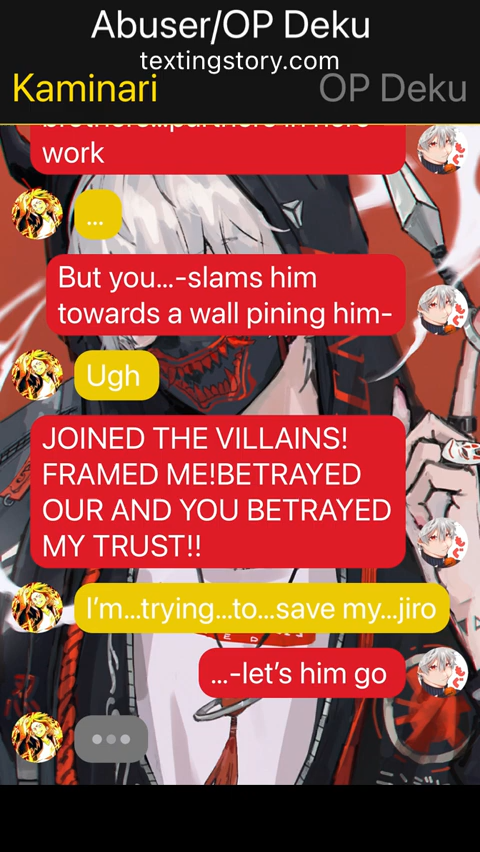 Abuser/OP Deku
textingstory.com
Kaminari OP Deku
work
...
But you...-slams him
towards a wall pining him-
Ugh
JOINED THE VILLAINS!
FRAMED ME!BETRAYED
OUR AND YOU BETRAYED
MY TRUST!!
I'm...trying...to...save my...jiro
...-let's him go